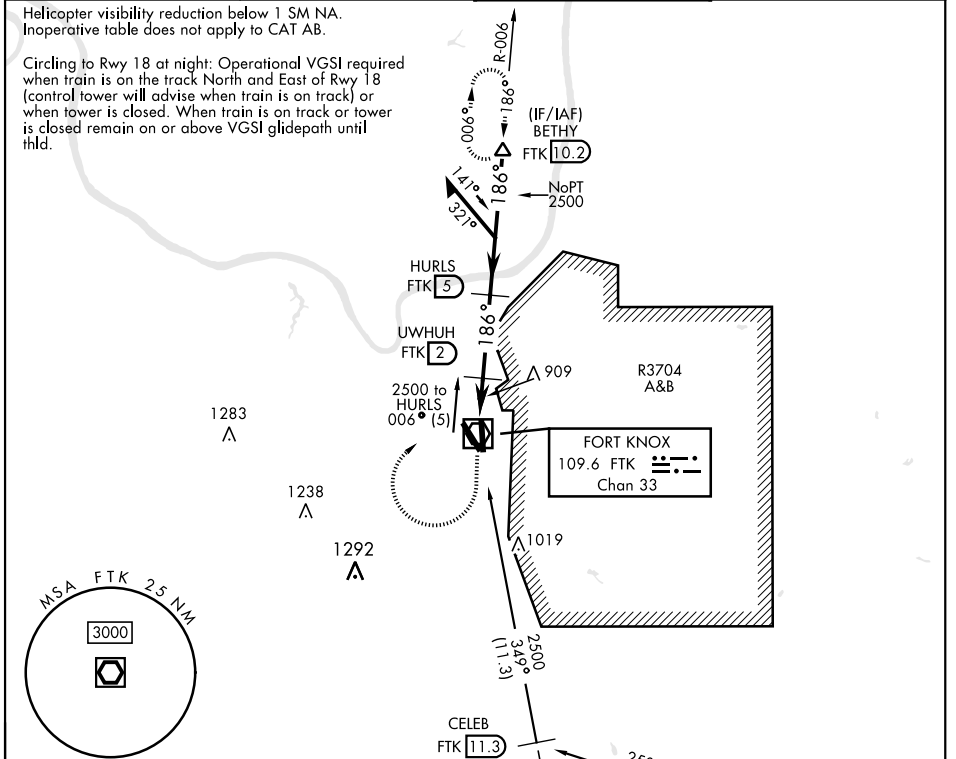 Helicopter visibility reduction below 1 SM NA.
Inoperative table does not apply to CAT AB.
Circling to Rwy 18 at night: Operational VGSI required
when train is on the track North and East of Rwy 18
(control tower will advise when train is on track) or
when tower is closed. When train is on track or tower
is closed remain on or above VGSI glidepath until
thld.
R-006
006°
186°
(IF/IAF)
BETHY
FTK 10.2
186°
NoPT
2500
141°
321°
HURLS
FTK 5
186°
UWHUH
FTK 2
909
R3704
A&B
2500 to
HURLS
006° (5)
1283
FORT KNOX
109.6 FTK
Chan 33
1238
1019
1292
MSA FTK 25 NM
3000
2500
349°
(11.3)
CELEB
FTK 11.3